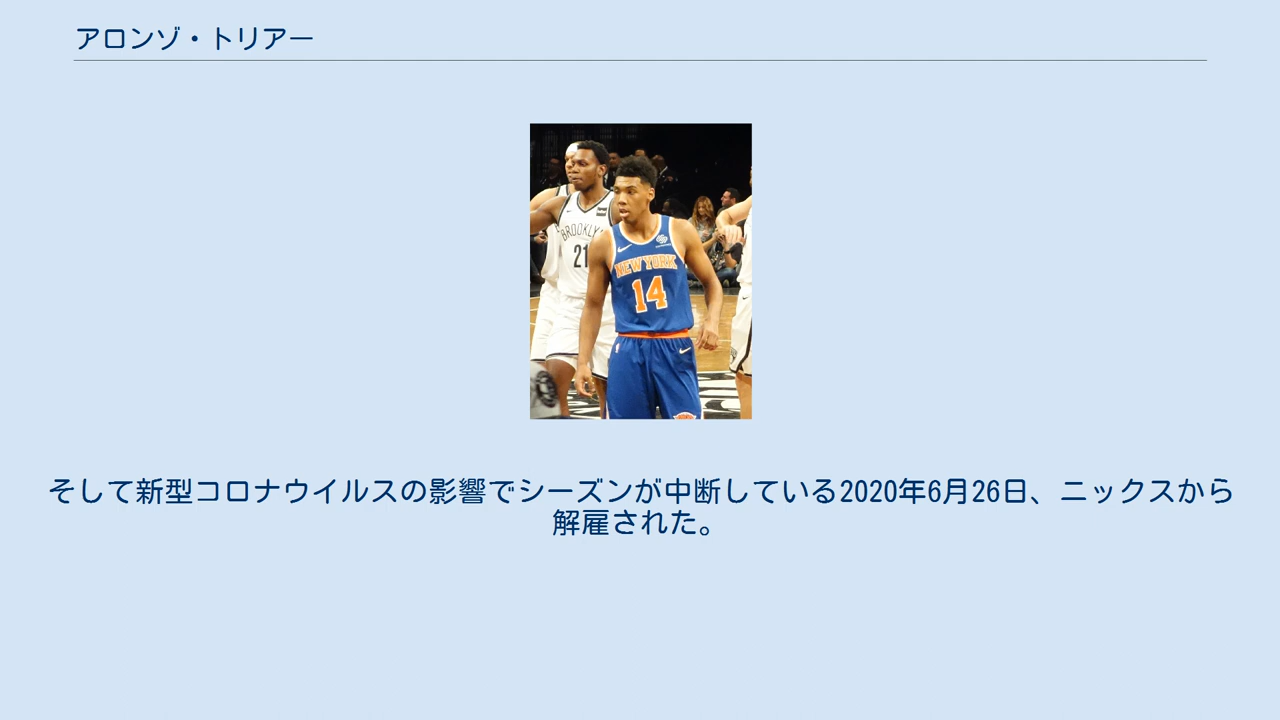 アロンゾ・トリアー
BROOKLYN
21
NEW YORK
14
そして新型コロナウイルスの影響でシーズンが中断している2020年6月26日、ニックスから
解雇された。